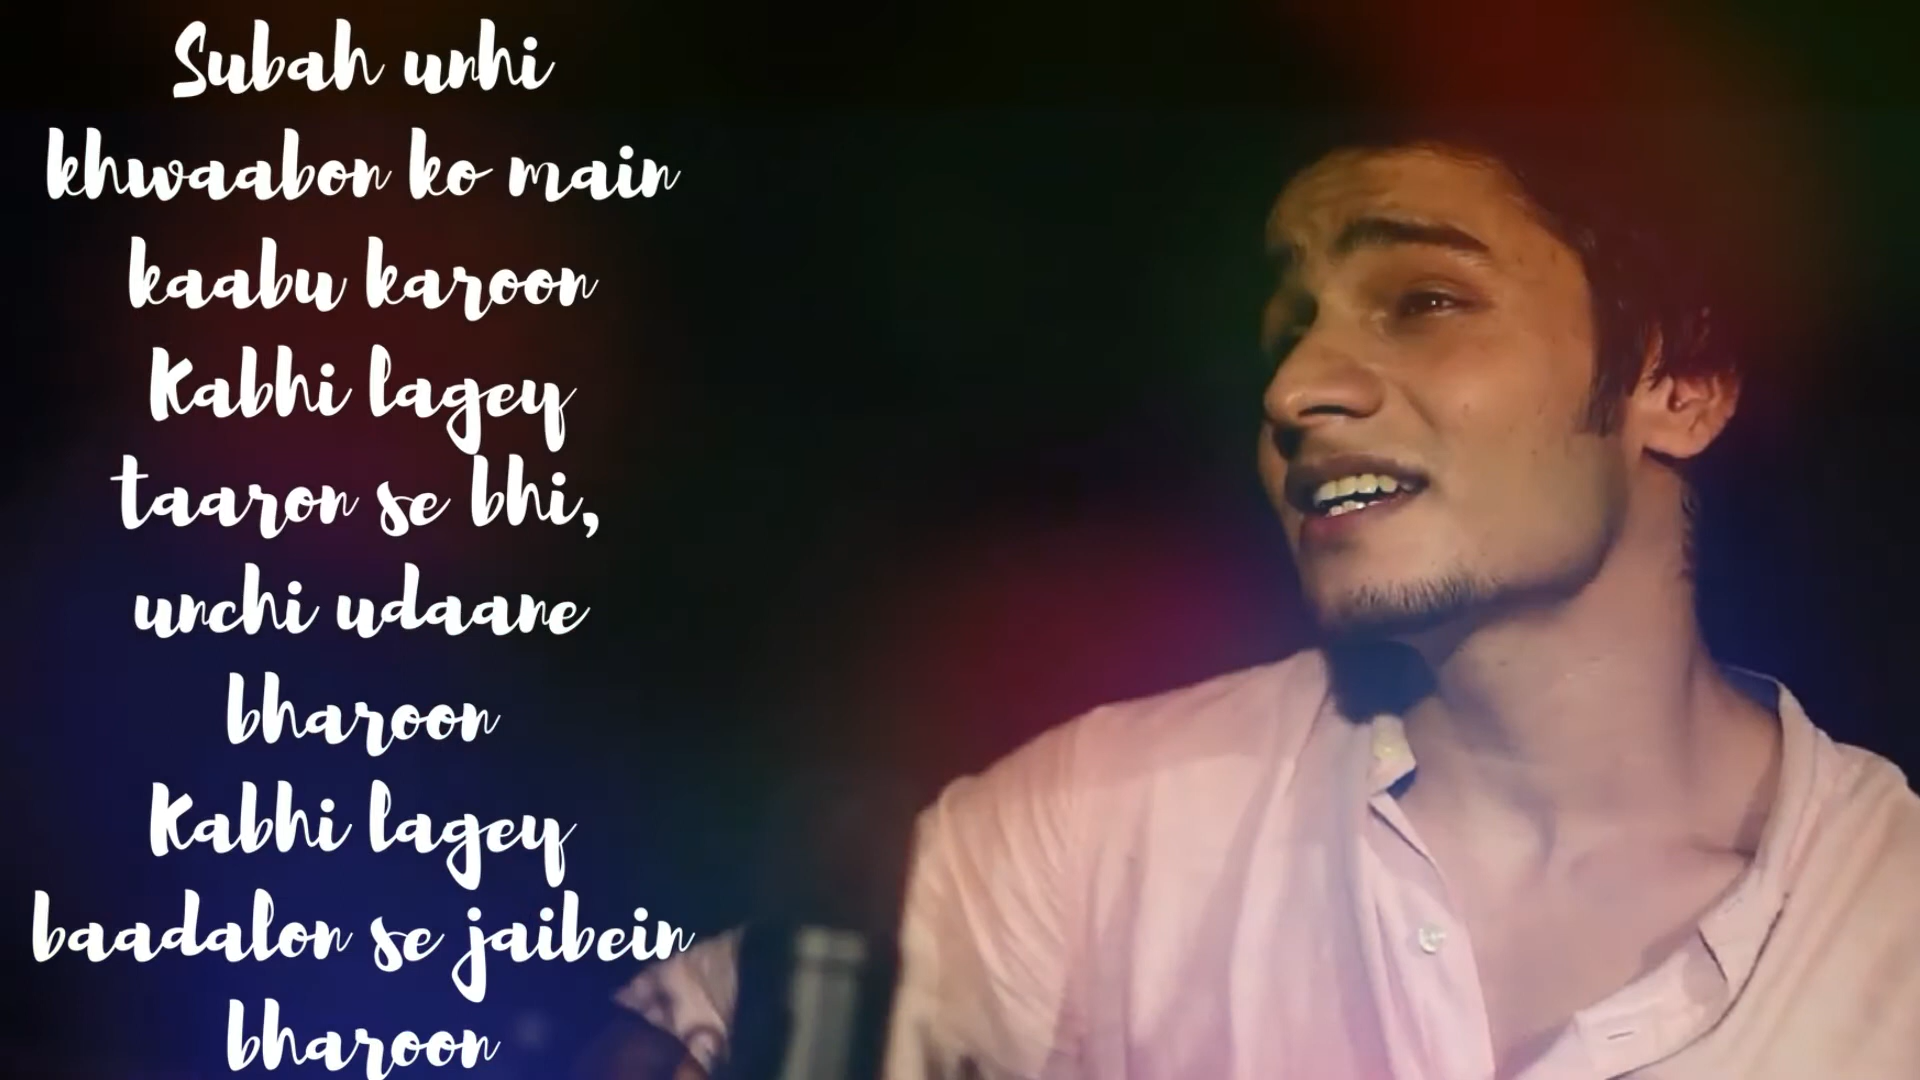 Subah unhi
khwaabon ko main
kaabu karoon
Kabhi lagey
taaron se bhi,
unchi udaane
bharoon
Kabhi lagey
baadalon se jaibein
bharoon